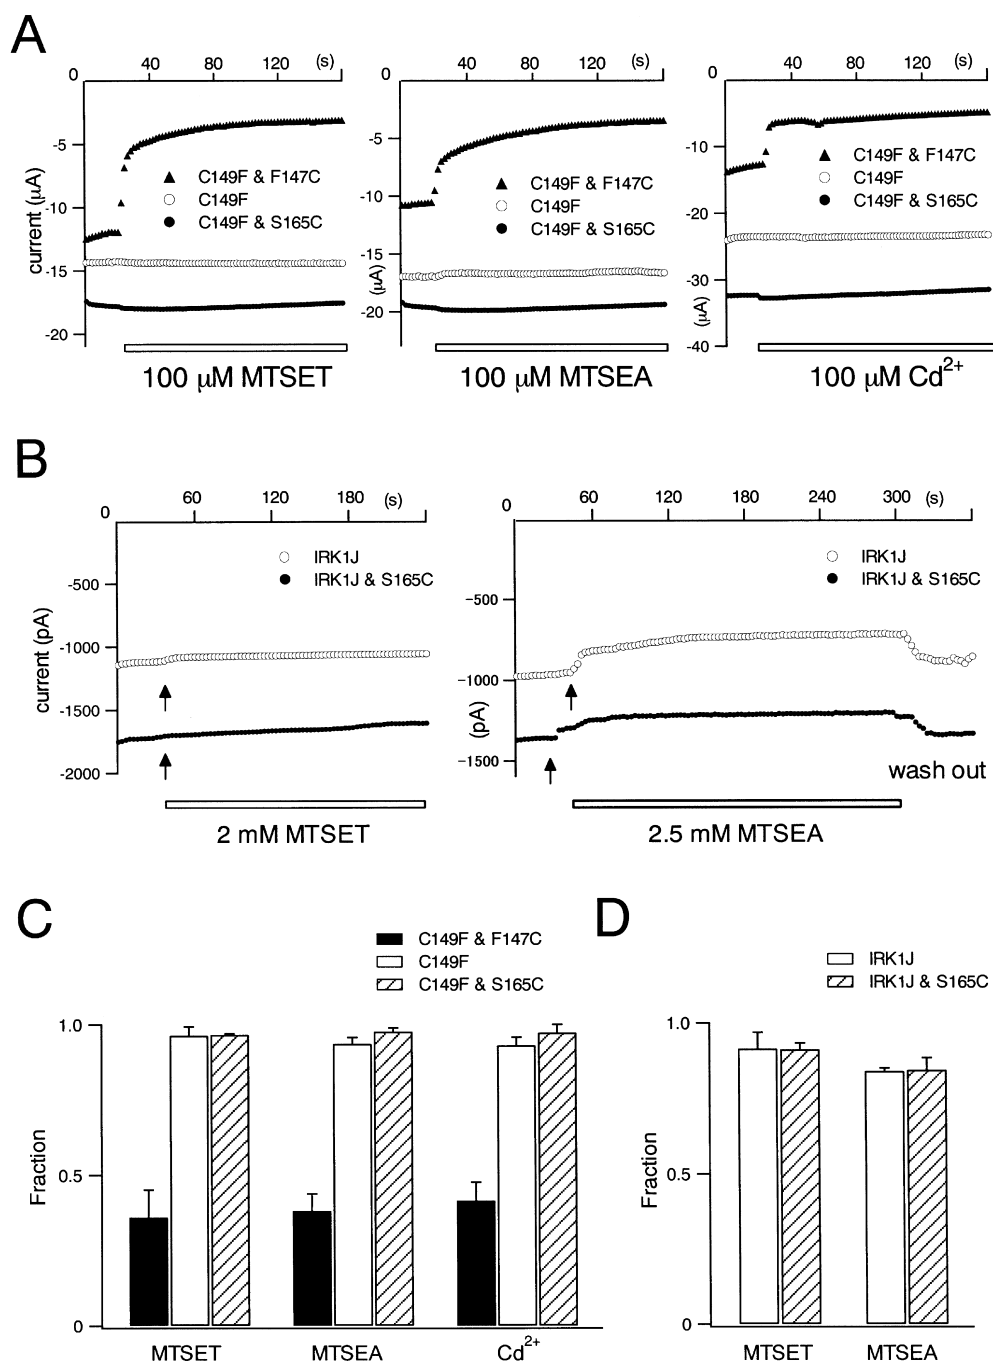 A
0 40 80 120 (s)
-5
-10
-15
-20
current (μA)
C149F & F147C
C149F
C149F & S165C
100 μM MTSET
0 40 80 120 (s)
-5
-10
-15
-20
(μA)
C149F & F147C
C149F
C149F & S165C
100 μM MTSEA
0 40 80 120 (s)
-10
-20
-30
-40
(μA)
C149F & F147C
C149F
C149F & S165C
100 μM Cd2+
B
0 60 120 180 (s)
-500
-1000
-1500
-2000
current (pA)
IRK1J
IRK1J & S165C
2 mM MTSET
0 60 120 180 240 300 (s)
-500
-1000
-1500
(pA)
IRK1J
IRK1J & S165C
wash out
2.5 mM MTSEA
C
C149F & F147C
C149F
C149F & S165C
1.0
0.5
0
Fraction
MTSET MTSEA Cd2+
D
IRK1J
IRK1J & S165C
1.0
0.5
0
Fraction
MTSET MTSEA